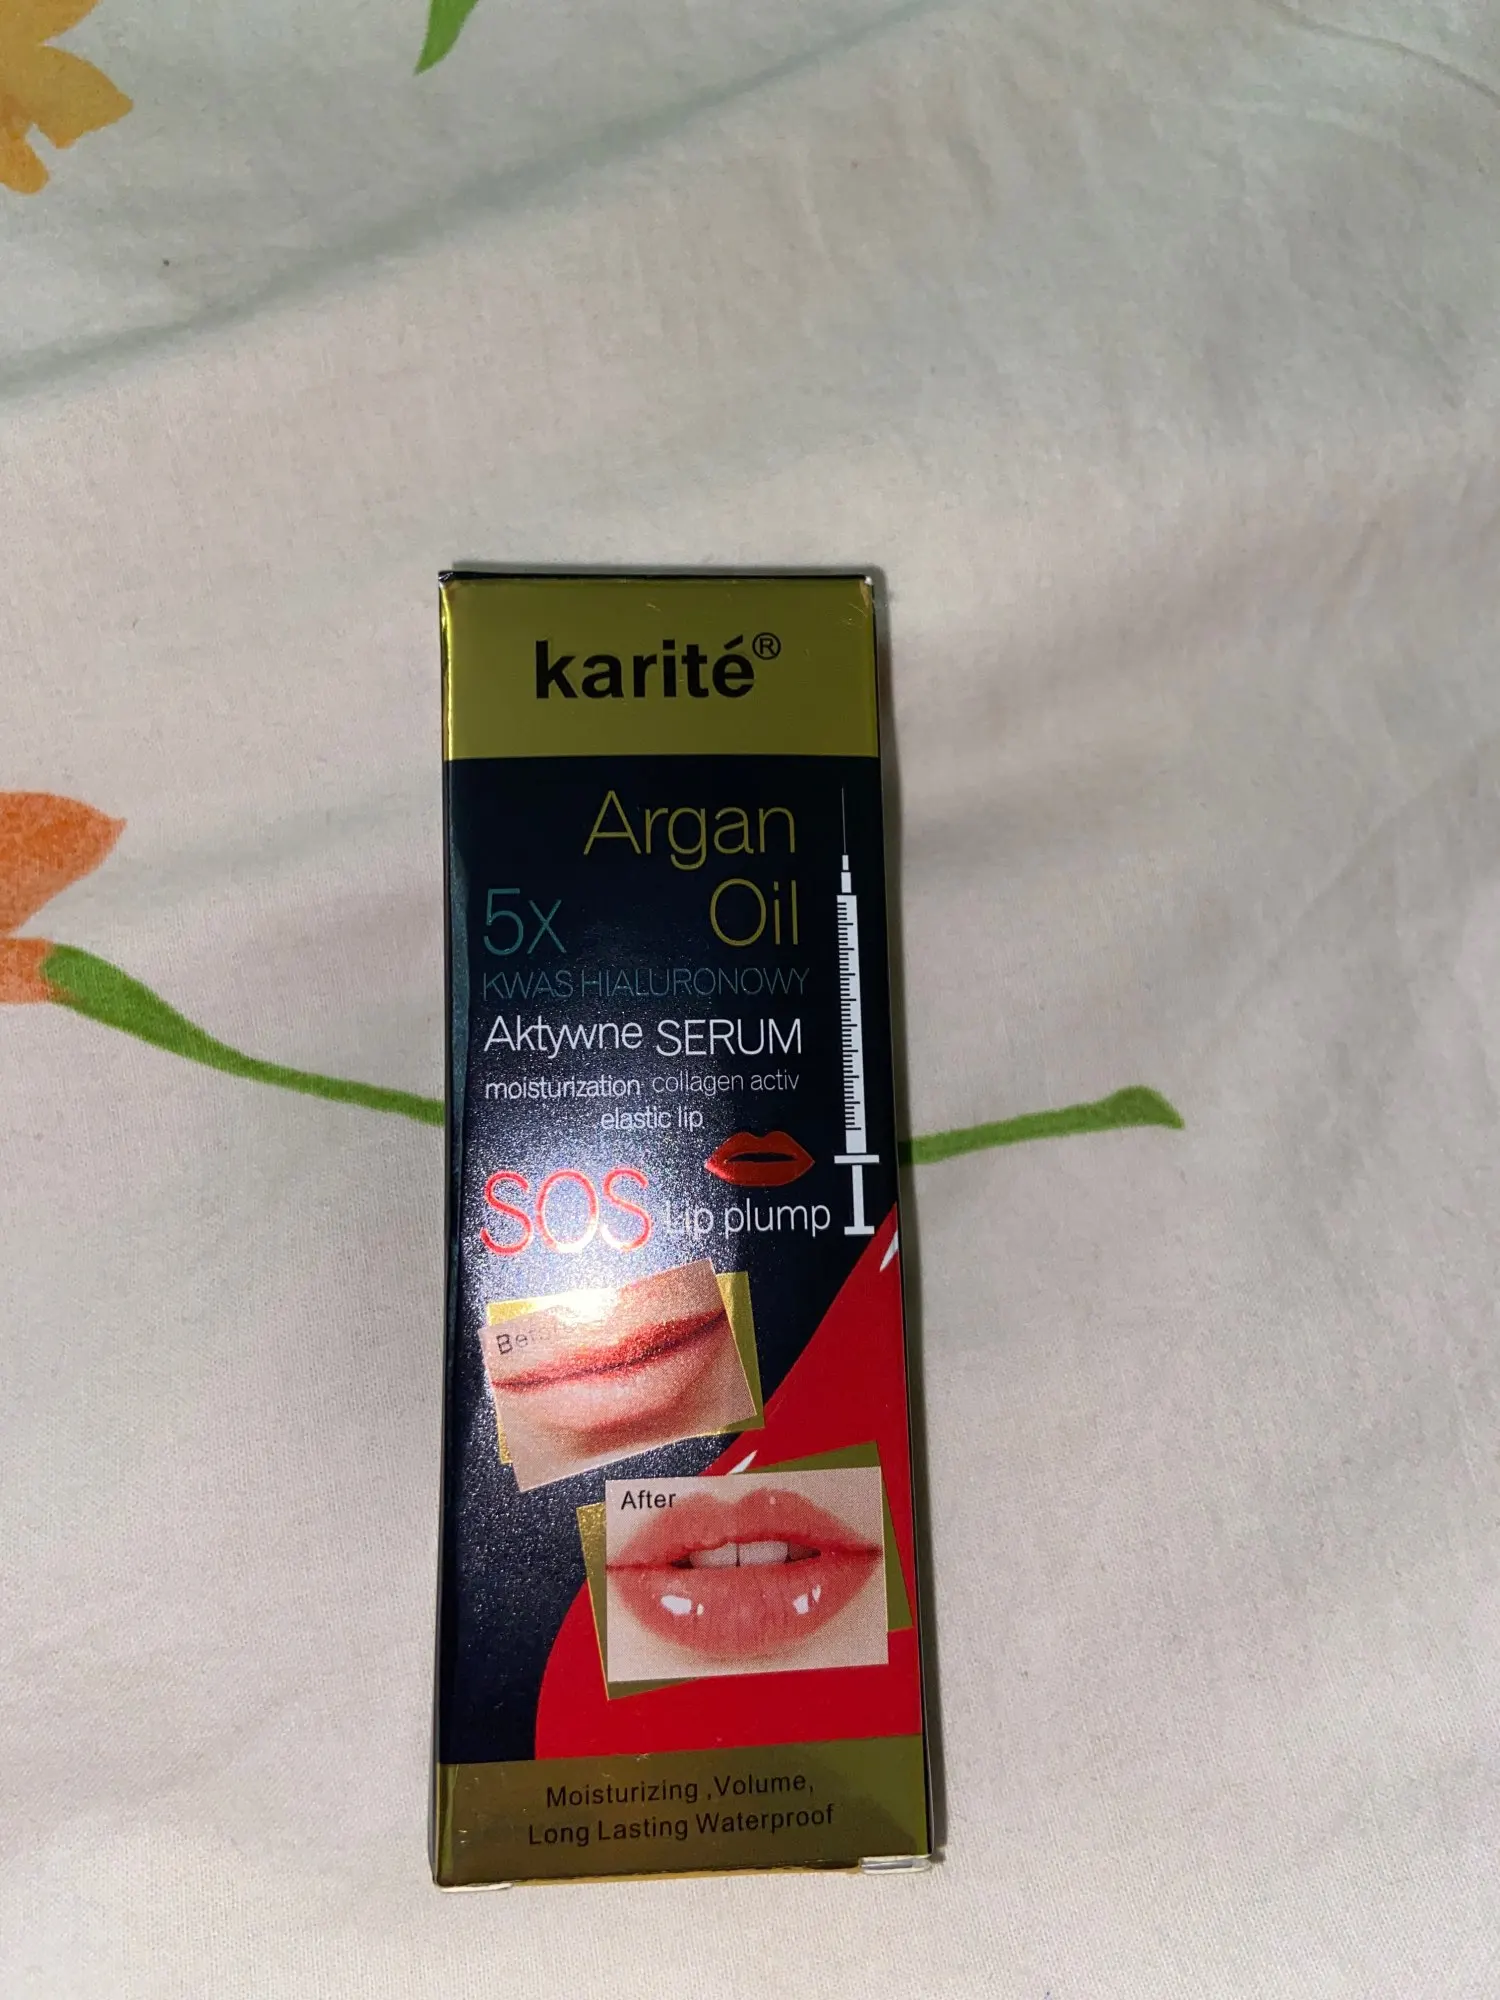 karité®
Argan
Oil
5x
KWAS HIALURONOWY
Aktywne SERUM
moisturization collagen activ
elastic lip
SOS Lip plump
After
Moisturizing ,Volume,
Long Lasting Waterproof